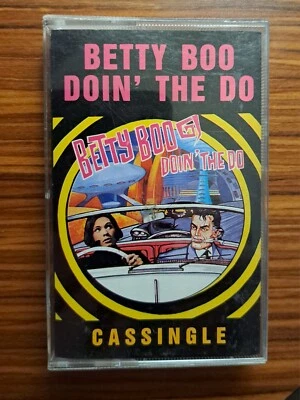 BETTY BOO
DOIN' THE DO
BETTY BOO
DOIN' THE DO
CASSINGLE